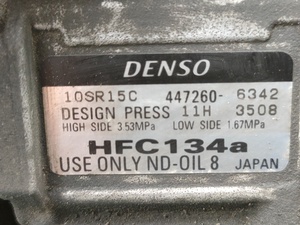 DENSO
10SR15C 447260-6342
DESIGN PRESS 11H 3508
HIGH SIDE 3.53MPa LOW SIDE 1.67MPa
HFC134a
USE ONLY ND-OIL 8 JAPAN